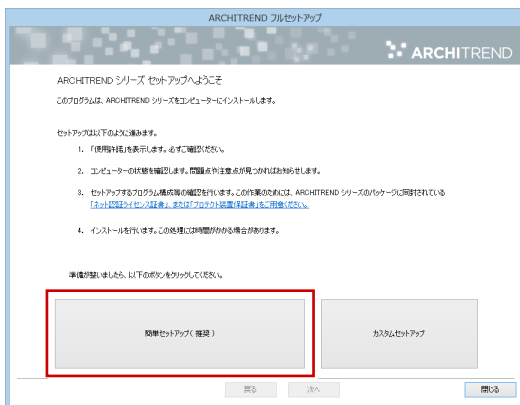 ARCHITREND フルセットアップ
ARCHITREND
ARCHITREND シリーズ セットアップへようこそ
このプログラムは、ARCHITREND シリーズをコンピューターにインストールします。
セットアップは以下のように進みます。
1. 「使用許諾」を表示します。必ずご確認ください。
2. コンピューターの状態を確認します。問題点や注意点が見つかればお知らせします。
3. セットアップするプログラム構成等の確認を行います。この作業のためには、ARCHITREND シリーズのパッケージに同封されている
「ネット認証ライセンス証書」、または「プロテクト装置保証書」をご用意ください。
4. インストールを行います。この処理には時間がかかる場合があります。
準備が整いましたら、以下のボタンをクリックしてください。
簡単セットアップ( 推奨 )
カスタムセットアップ
戻る
次へ
閉じる